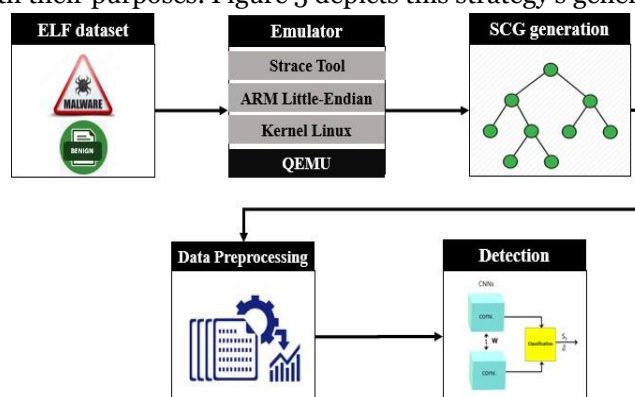 th their purposes. Figure 3 depicts this strategy's gener
ELF dataset
MALWARE
BENIGN
Emulator
Strace Tool
ARM Little-Endian
Kernel Linux
QEMU
SCG generation
Data Preprocessing
Detection
CNNs
conv.
W
conv.
Classification